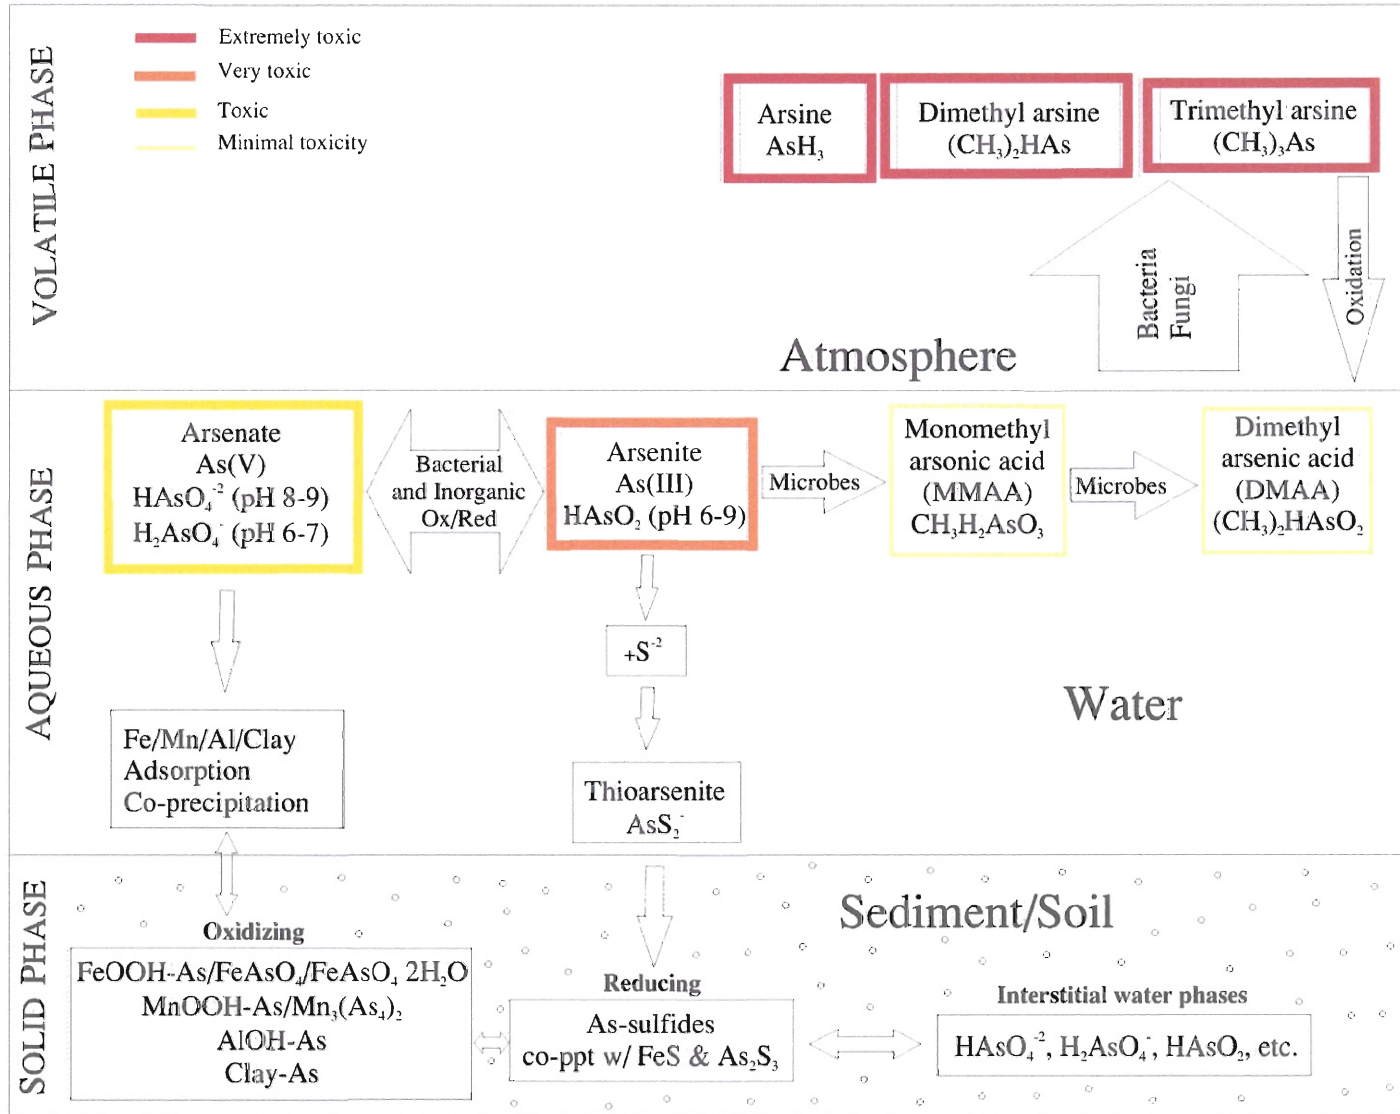 VOLATILE PHASE
Extremely toxic
Very toxic
Toxic
Minimal toxicity
Arsine
AsH₃
Dimethyl arsine
(CH₃)₂HAs
Trimethyl arsine
(CH₃)₃As
Bacteria
Fungi
Oxidation
Atmosphere
AQUEOUS PHASE
Arsenate
As(V)
HAsO₄⁻² (pH 8-9)
H₂AsO₄⁻ (pH 6-7)
Bacterial
and Inorganic
Ox/Red
Arsenite
As(III)
HAsO₂ (pH 6-9)
Microbes
Monomethyl
arsonic acid
(MMAA)
CH₃H₂AsO₃
Microbes
Dimethyl
arsenic acid
(DMAA)
(CH₃)₂HAsO₂
+S⁻²
Water
Fe/Mn/Al/Clay
Adsorption
Co-precipitation
Thioarsenite
AsS₂⁻
SOLID PHASE
Sediment/Soil
Oxidizing
FeOOH-As/FeAsO₄/FeAsO₄ 2H₂O
MnOOH-As/Mn₃(As₄)₂
AlOH-As
Clay-As
Reducing
As-sulfides
co-ppt w/ FeS & As₂S₃
Interstitial water phases
HAsO₄⁻², H₂AsO₄⁻, HAsO₂, etc.